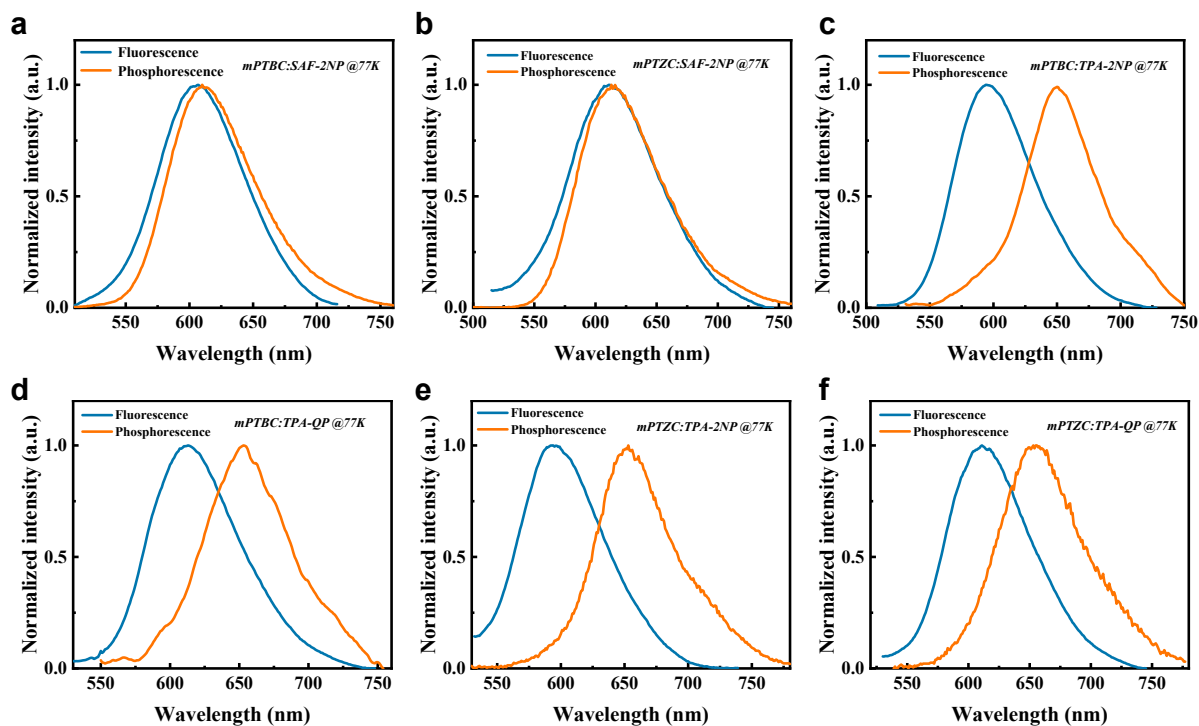 a
Fluorescence
Phosphorescence
mPTBC:SAF-2NP @77K
Normalized intensity (a.u.)
1.0
0.5
0.0
550 600 650 700 750
Wavelength (nm)
b
Fluorescence
Phosphorescence
mPTZC:SAF-2NP @77K
Normalized intensity (a.u.)
1.0
0.5
0.0
500 550 600 650 700 750
Wavelength (nm)
c
Fluorescence
Phosphorescence
mPTBC:TPA-2NP @77K
Normalized intensity (a.u.)
1.0
0.5
0.0
500 550 600 650 700 750
Wavelength (nm)
d
Fluorescence
Phosphorescence
mPTBC:TPA-QP @77K
Normalized intensity (a.u.)
1.0
0.5
0.0
550 600 650 700 750
Wavelength (nm)
e
Fluorescence
Phosphorescence
mPTZC:TPA-2NP @77K
Normalized intensity (a.u.)
1.0
0.5
0.0
550 600 650 700 750
Wavelength (nm)
f
Fluorescence
Phosphorescence
mPTZC:TPA-QP @77K
Normalized intensity (a.u.)
1.0
0.5
0.0
550 600 650 700 750
Wavelength (nm)